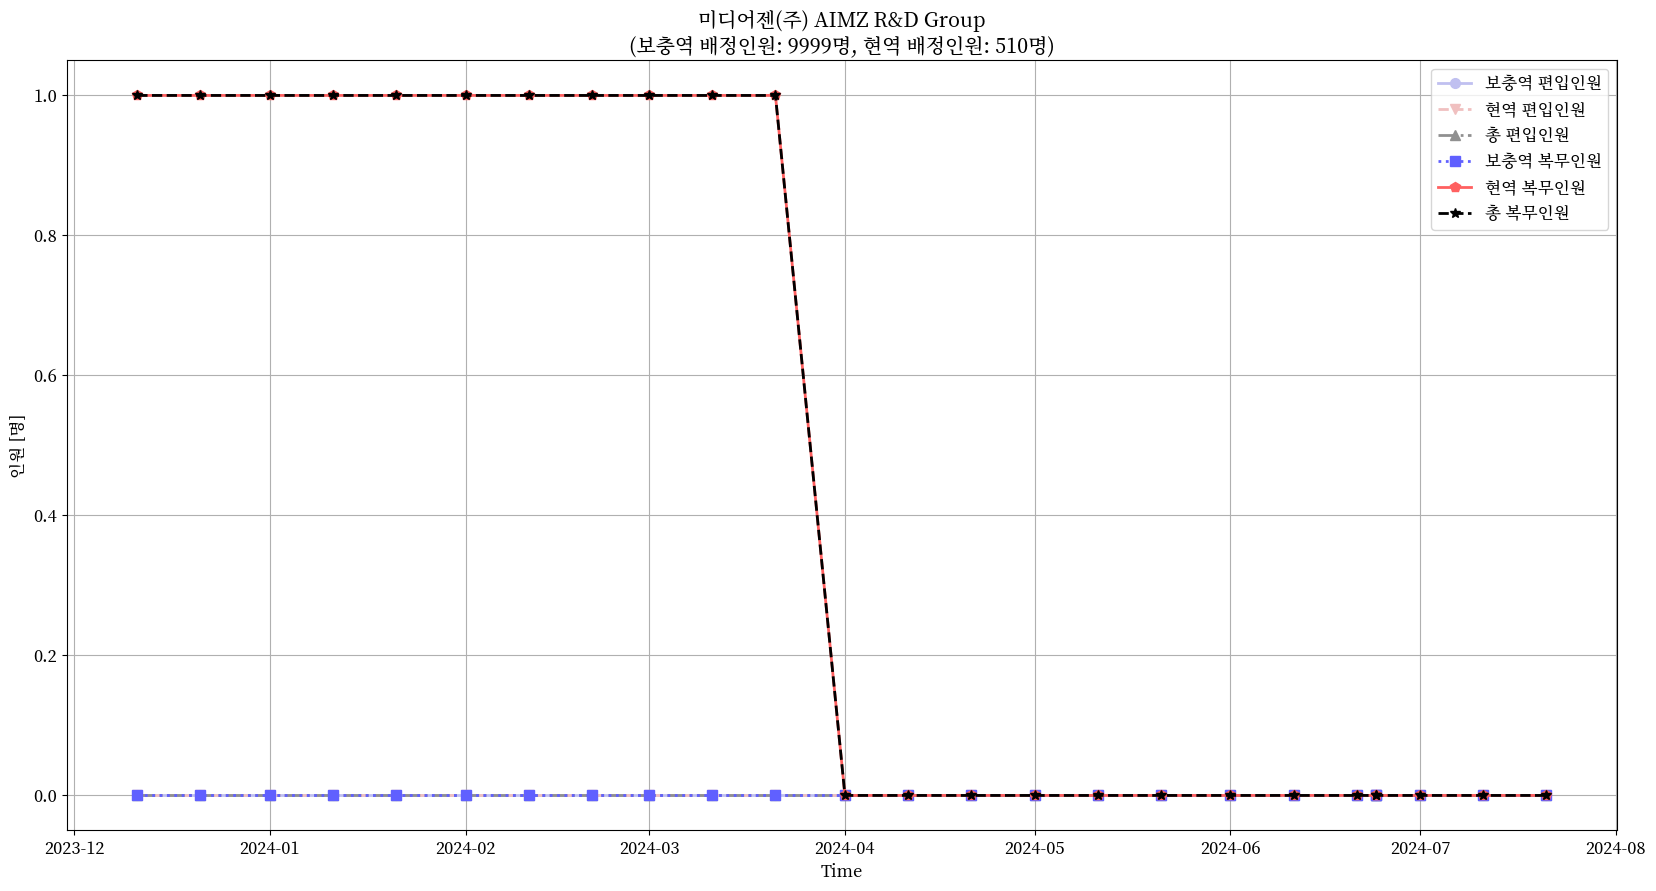 미디어젠(주) AIMZ R&D Group
(보충역 배정인원: 9999명, 현역 배정인원: 510명)
보충역 편입인원
현역 편입인원
총 편입인원
보충역 복무인원
현역 복무인원
총 복무인원
1.0
0.8
0.6
0.4
0.2
0.0
인원 [명]
2023-12 2024-01 2024-02 2024-03 2024-04 2024-05 2024-06 2024-07 2024-08
Time